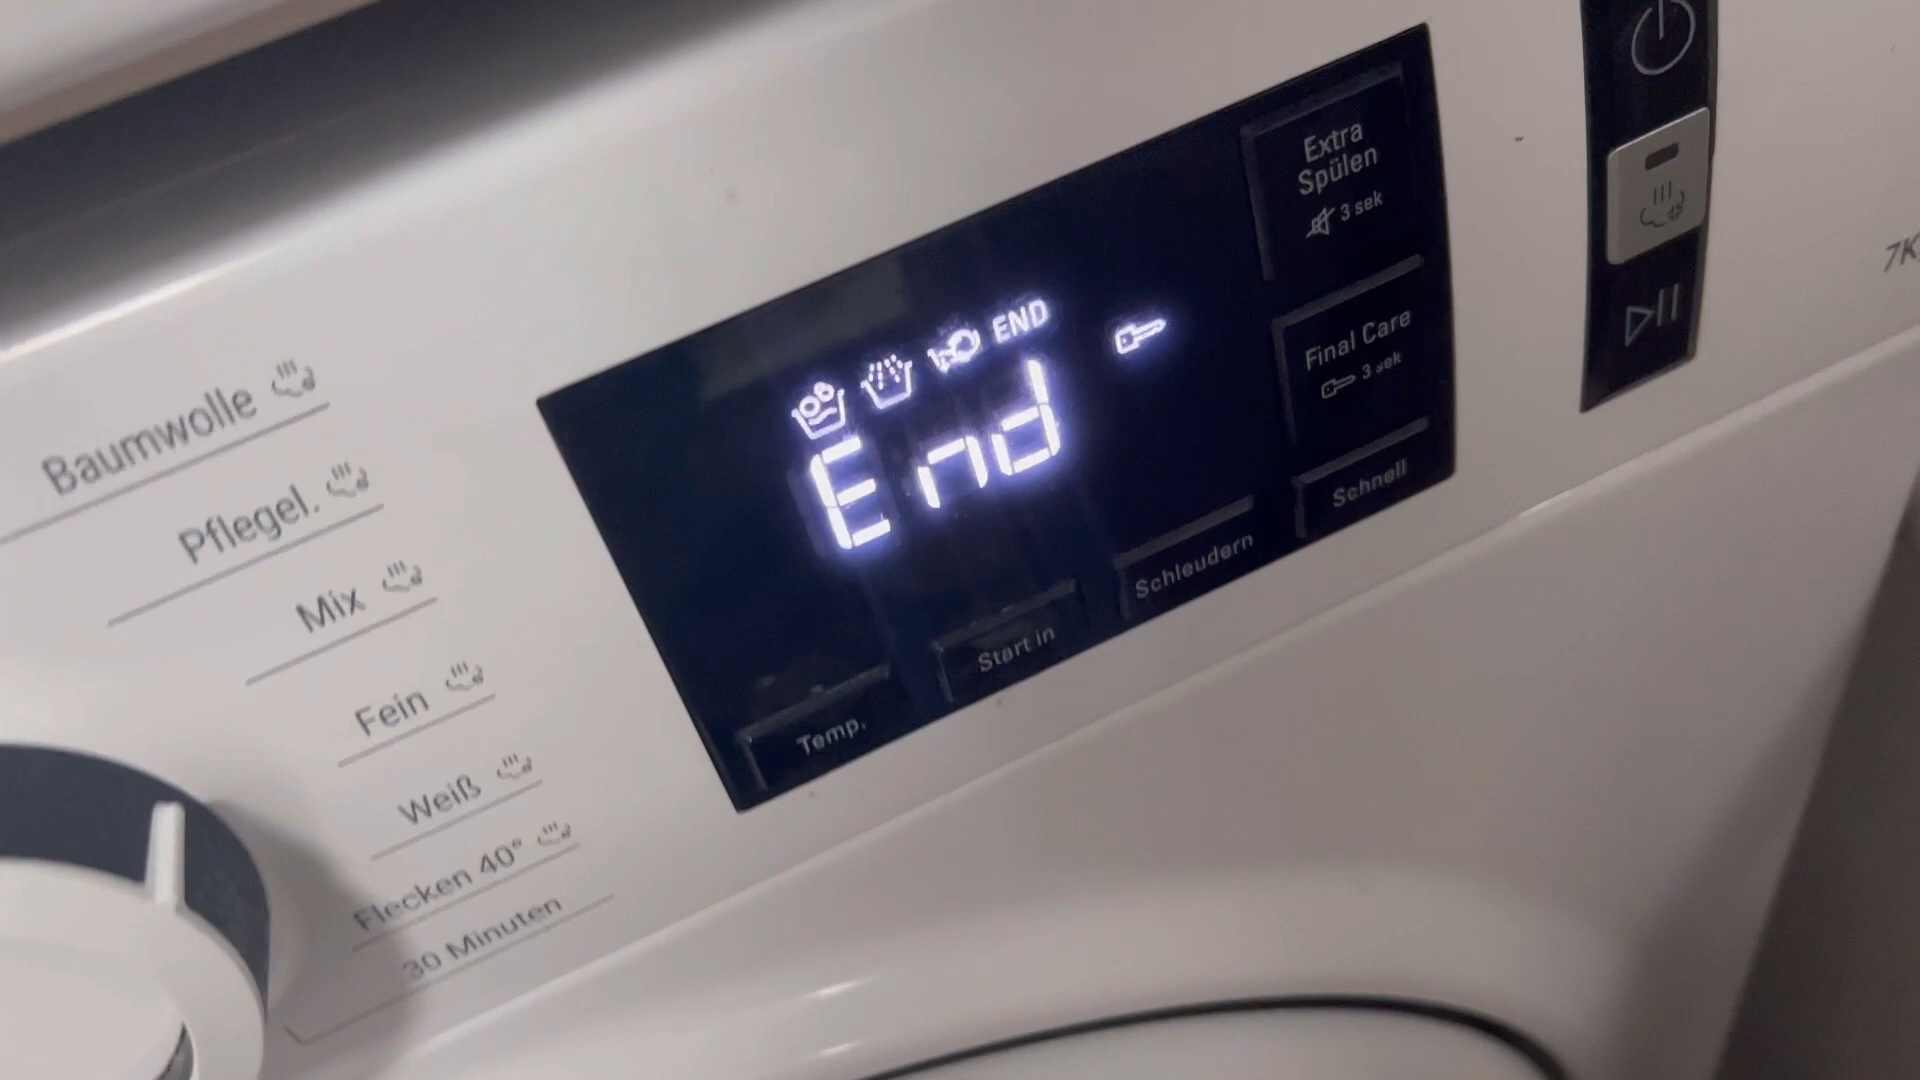 Baumwolle
Pflegel.
Mix
Fein
Weiß
Flecken 40°
30 Minuten
END
End
Temp.
Start in
Schleudern
Schnell
Extra
Spülen
3 sek
Final Care
3 sek